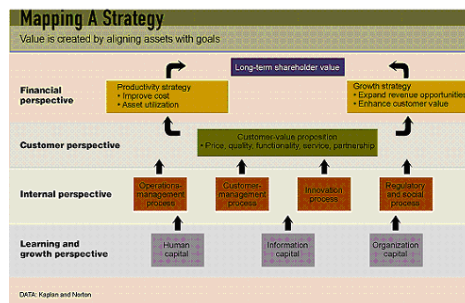 Mapping A Strategy
Value is created by aligning assets with goals
Long-term shareholder value
Financial perspective
Productivity strategy
• Improve cost
• Asset utilization
Growth strategy
• Expand revenue opportunities
• Enhance customer value
Customer perspective
Customer-value proposition
• Price, quality, functionality, service, partnership
Internal perspective
Operations-
management
process
Customer-
management
process
Innovation
process
Regulatory
and social
process
Learning and
growth perspective
Human
capital
Information
capital
Organization
capital
DATA: Kaplan and Norton